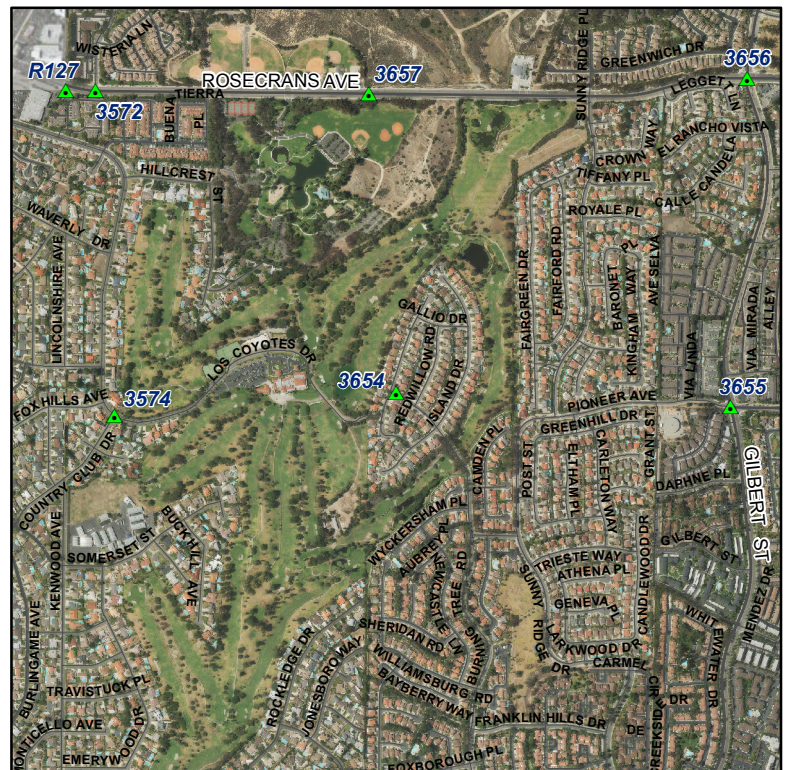 WISTERIA LN
SUNNY RIDGE PL
GREENWICH DR
3656
R127
ROSECRANS AVE
3657
LEGGETT LN
3572
TIERRA
BUENA
PL
EL RANCHO VISTA
CROWN WAY
TIFFANY PL
CALLE CANDELA
HILLCREST
ST
ROYALE PL
WAVERLY DR
LINCOLNSHIRE AVE
FAIRGREEN DR
FAIREFORD RD
BARONET
PL
KINGHAM WAY
AVE SELVA
VIA LINDA
VIA MIRADA
ALLEY
GALLIO DR
LOS COYOTES DR
REDWILLOW RD
ISLAND DR
3654
3655
FOX HILLS AVE
3574
PIONEER AVE
GREENHILL DR
GRANT ST
COUNTRY CLUB DR
CAMDEN PL
POST ST
ELTHAM PL
CARLETON WAY
DAPHNE PL
GILBERT ST
KENWOOD AVE
SOMERSET ST
BUCKHILL AVE
WYCKERSHAM PL
AUBREY PL
NEWCASTLE LN
BURNING TREE RD
TRIESTE WAY
ATHENA PL
GENEVA PL
CANDLEWOOD DR
GILBERT ST
MENDEZ DR
SUNNY RIDGE DR
LARKWOOD DR
CARMEL
CIR
WHITEWATER DR
BURLINGAME AVE
ROCKLEDGE DR
JONESBORO WAY
SHERIDAN RD
WILLIAMSBURG RD
BAYBERRY WAY
FRANKLIN HILLS DR
DE
CREEKSIDE DR
TRAVISTUCK PL
MONTICELLO AVE
EMERYWOOD DR
FOXBOROUGH PL